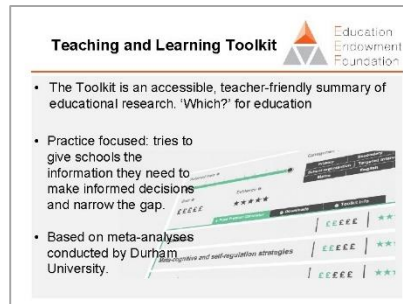 Teaching and Learning Toolkit
Education
Endowment
Foundation
• The Toolkit is an accessible, teacher-friendly summary of
educational research. 'Which?' for education
• Practice focused: tries to
give schools the
information they need to
make informed decisions
and narrow the gap.
• Based on meta-analyses
conducted by Durham
University.
£££££
★★★★★
Meta-cognitive and self-regulation strategies
£££££
£££££